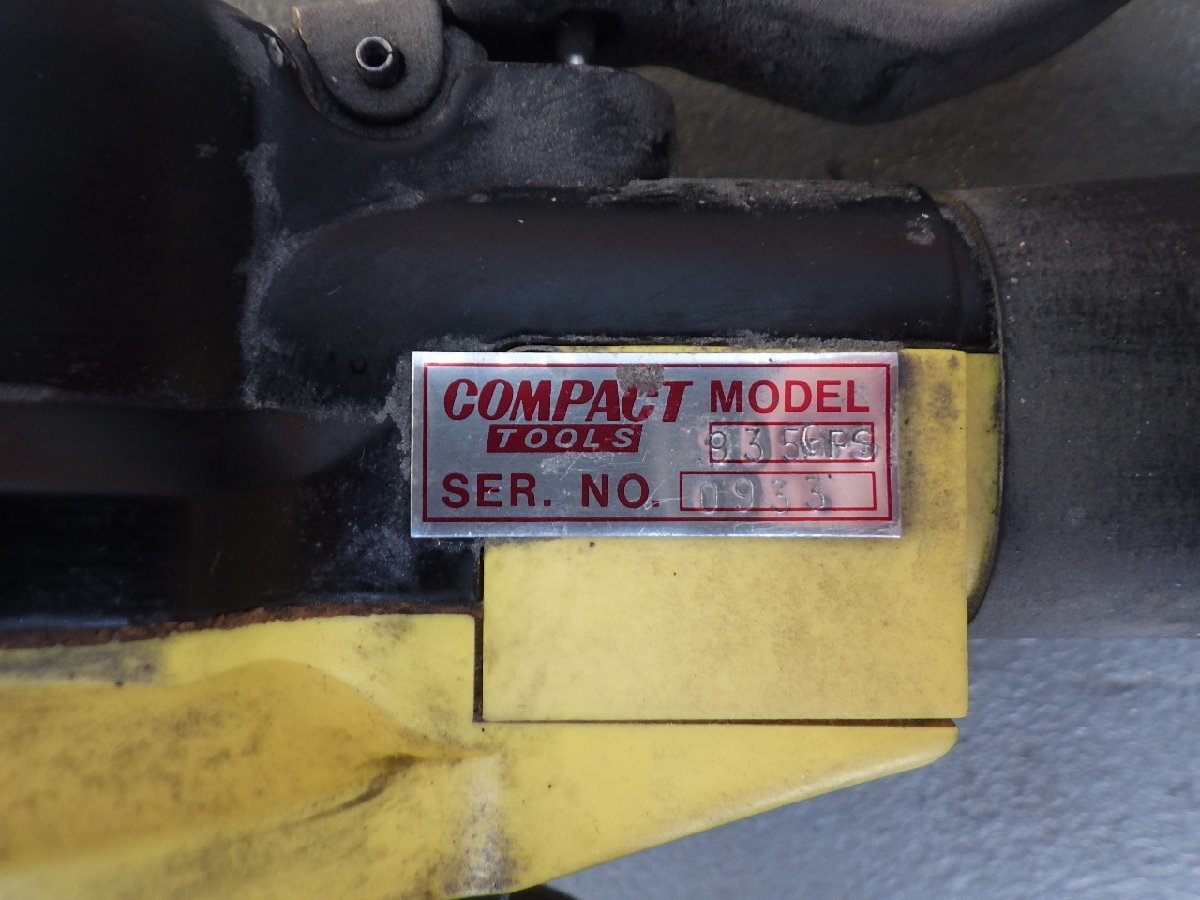 COMPACT MODEL
TOOLS 935GPS
SER. NO. 0933